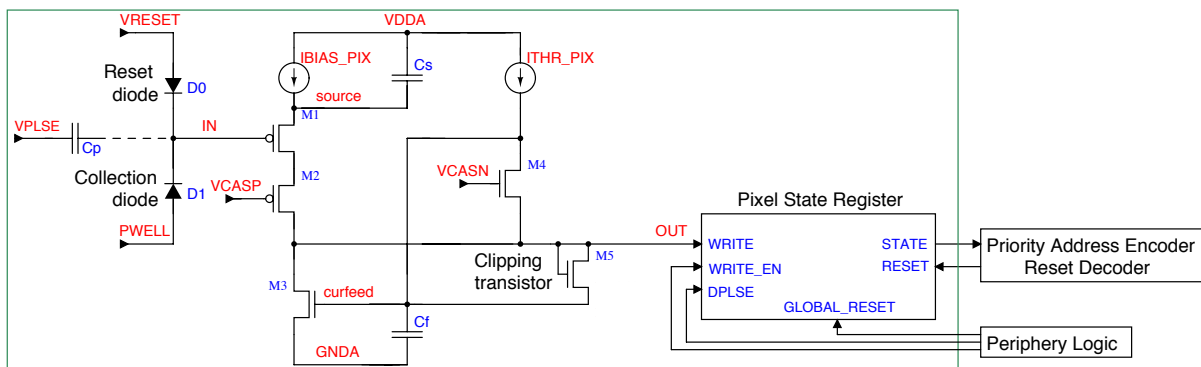 VRESET
VDDA
IBIAS_PIX
ITHR_PIX
Reset
diode
D0
Cs
source
VPLSE
IN
M1
Cp
M4
M2
VCASN
Collection
diode
D1
VCASP
Pixel State Register
PWELL
OUT
WRITE
STATE
Priority Address Encoder
Reset Decoder
Clipping
transistor
M5
WRITE_EN
RESET
M3
curfeed
DPLSE
GLOBAL_RESET
Cf
GNDA
Periphery Logic